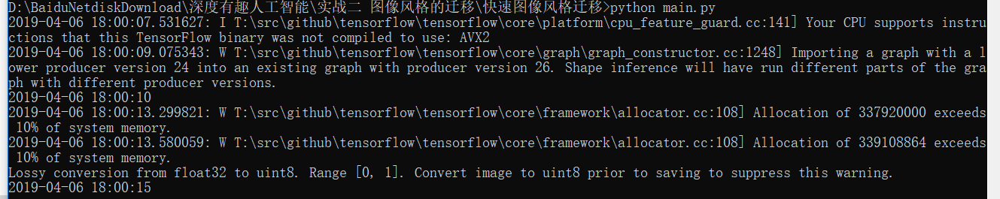 D:\BaiduNetdiskDownload\深度有趣人工智能\实战二 图像风格的迁移\快速图像风格迁移>python main.py
2019-04-06 18:00:07.531627: I T:\src\github\tensorflow\tensorflow\core\platform\cpu_feature_guard.cc:141] Your CPU supports instru
ctions that this TensorFlow binary was not compiled to use: AVX2
2019-04-06 18:00:09.075343: W T:\src\github\tensorflow\tensorflow\core\graph\graph_constructor.cc:1248] Importing a graph with a l
ower producer version 24 into an existing graph with producer version 26. Shape inference will have run different parts of the gra
ph with different producer versions.
2019-04-06 18:00:10
2019-04-06 18:00:13.299821: W T:\src\github\tensorflow\tensorflow\core\framework\allocator.cc:108] Allocation of 337920000 exceeds
 10% of system memory.
2019-04-06 18:00:13.580059: W T:\src\github\tensorflow\tensorflow\core\framework\allocator.cc:108] Allocation of 339108864 exceeds
 10% of system memory.
Lossy conversion from float32 to uint8. Range [0, 1]. Convert image to uint8 prior to saving to suppress this warning.
2019-04-06 18:00:15